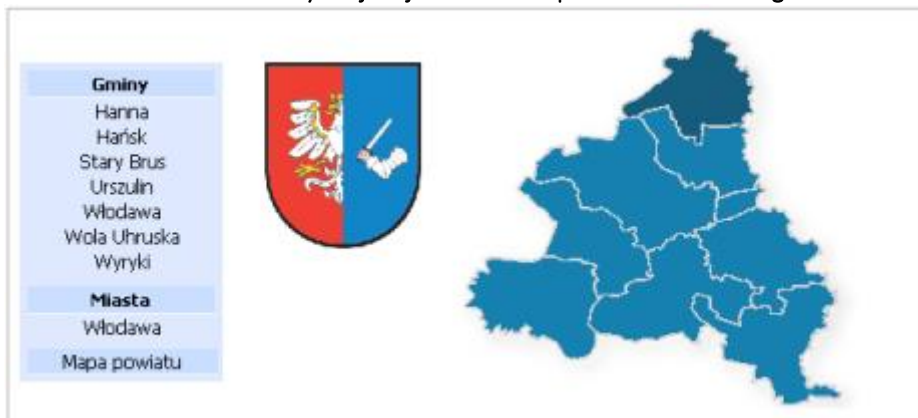 Gminy
Hanna
Hańsk
Stary Brus
Urszulin
Włodawa
Wola Uhruska
Wyryki
Miasta
Włodawa
Mapa powiatu